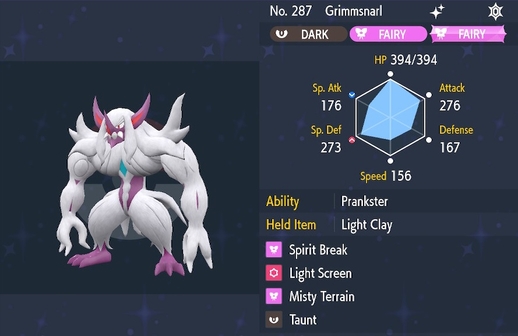 No. 287 Grimmsnarl
DARK FAIRY FAIRY
HP 394/394
Sp. Atk 176
Attack 276
Sp. Def 273
Defense 167
Speed 156
Ability Prankster
Held Item Light Clay
Spirit Break
Light Screen
Misty Terrain
Taunt